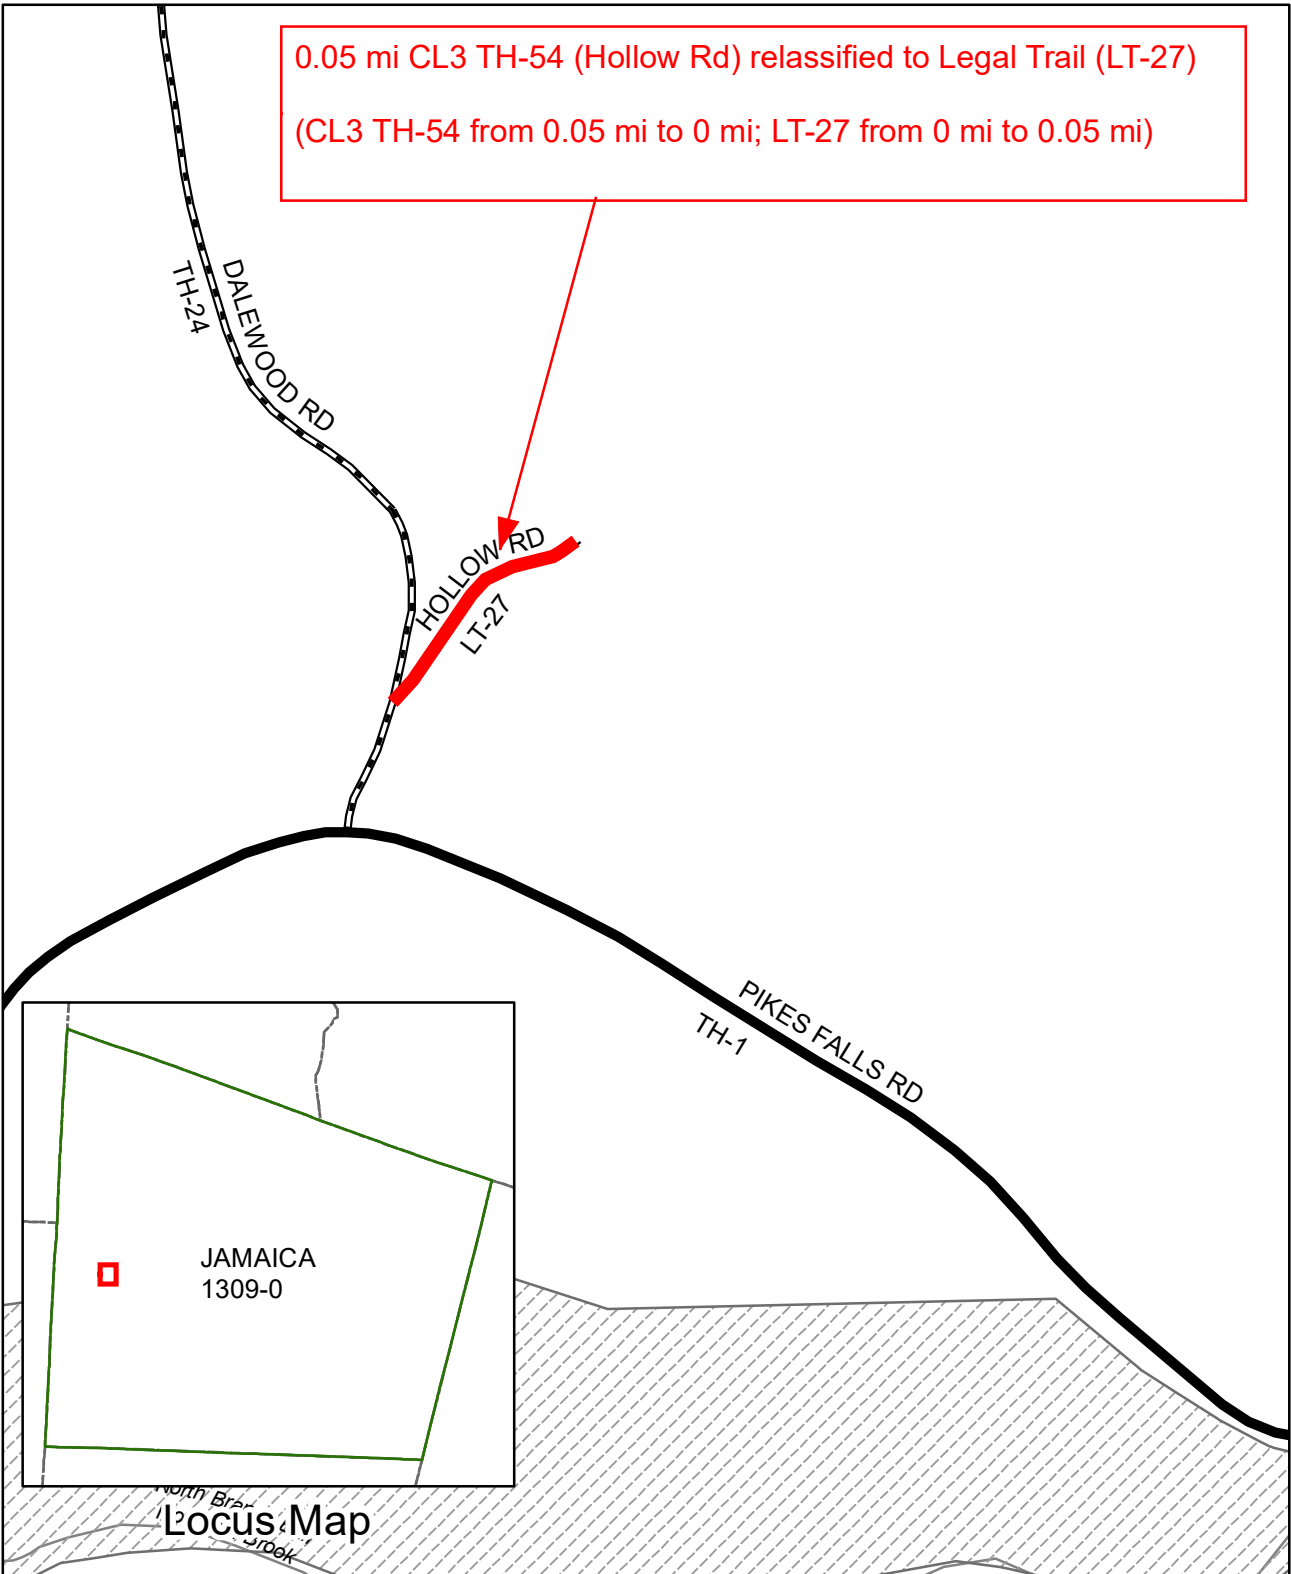 0.05 mi CL3 TH-54 (Hollow Rd) relassified to Legal Trail (LT-27)
(CL3 TH-54 from 0.05 mi to 0 mi; LT-27 from 0 mi to 0.05 mi)
DALEWOOD RD
TH-24
HOLLOW RD
LT-27
PIKES FALLS RD
TH-1
JAMAICA
1309-0
North
Locus Map
Brook